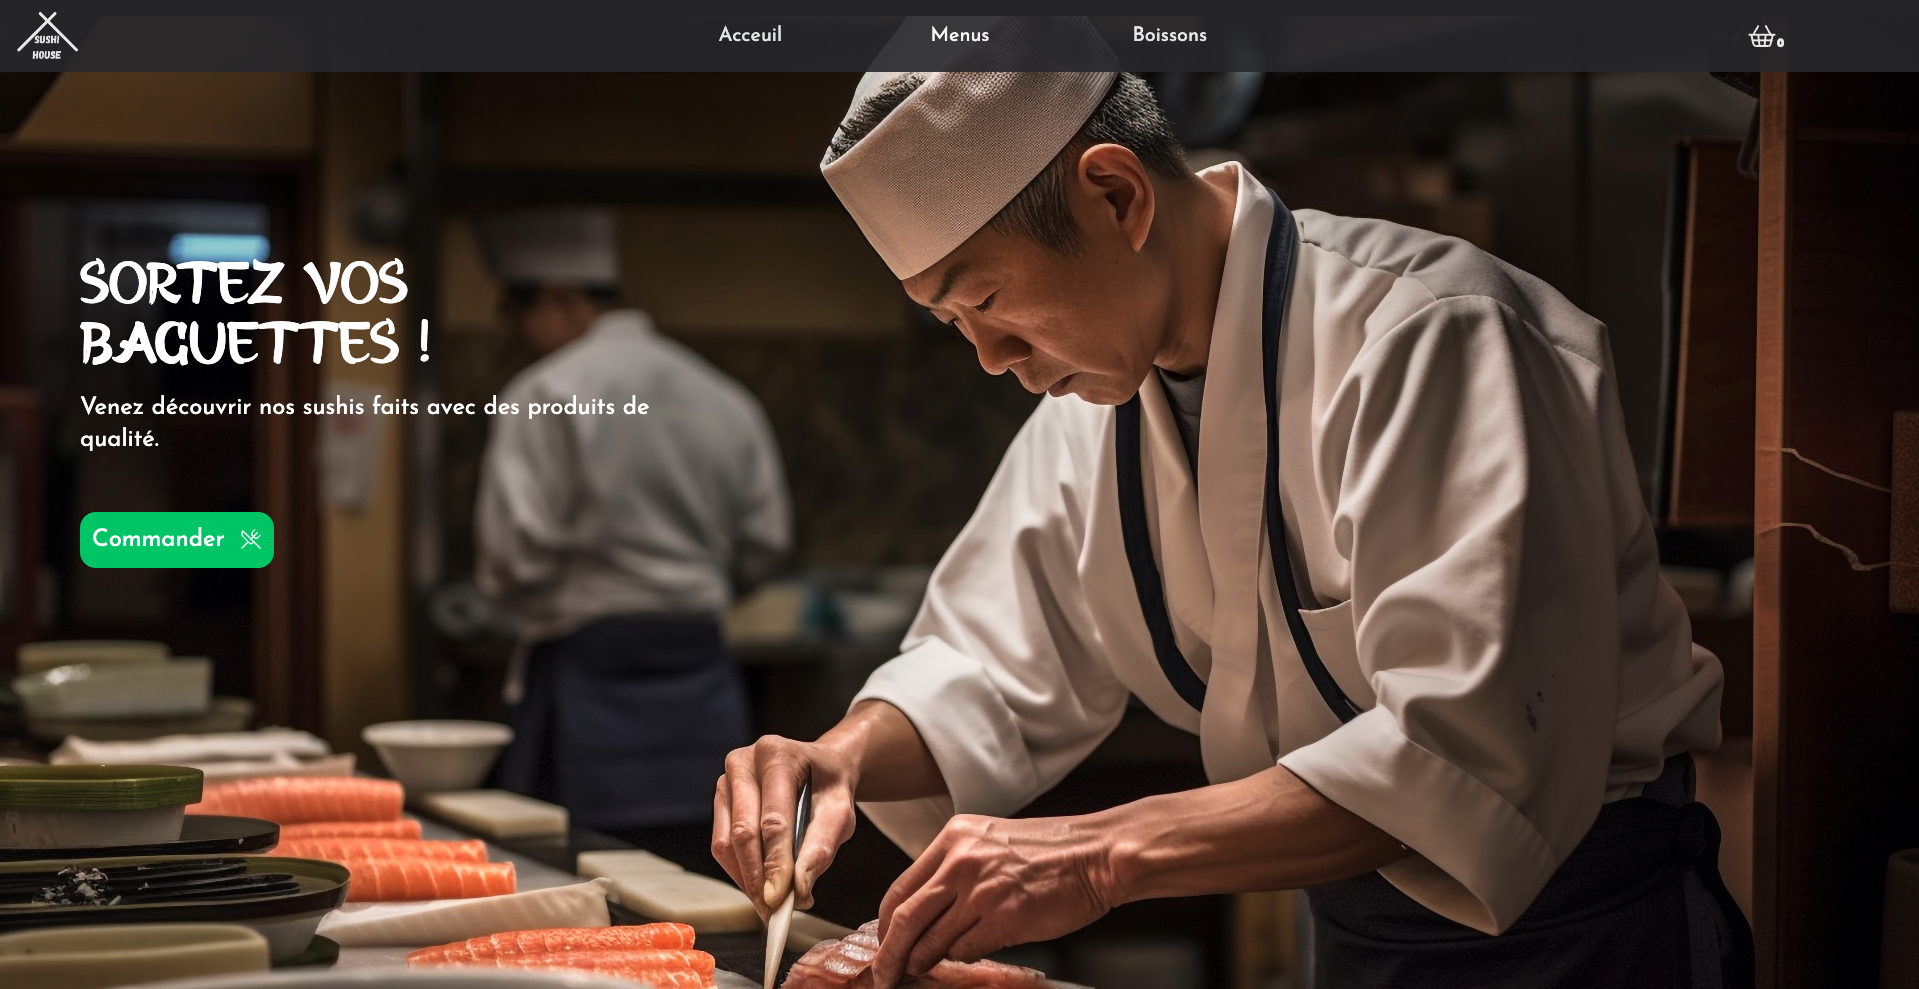 SUSHI
HOUSE
Acceuil
Menus
Boissons
0
SORTEZ VOS
BAGUETTES !
Venez découvrir nos sushis faits avec des produits de
qualité.
Commander